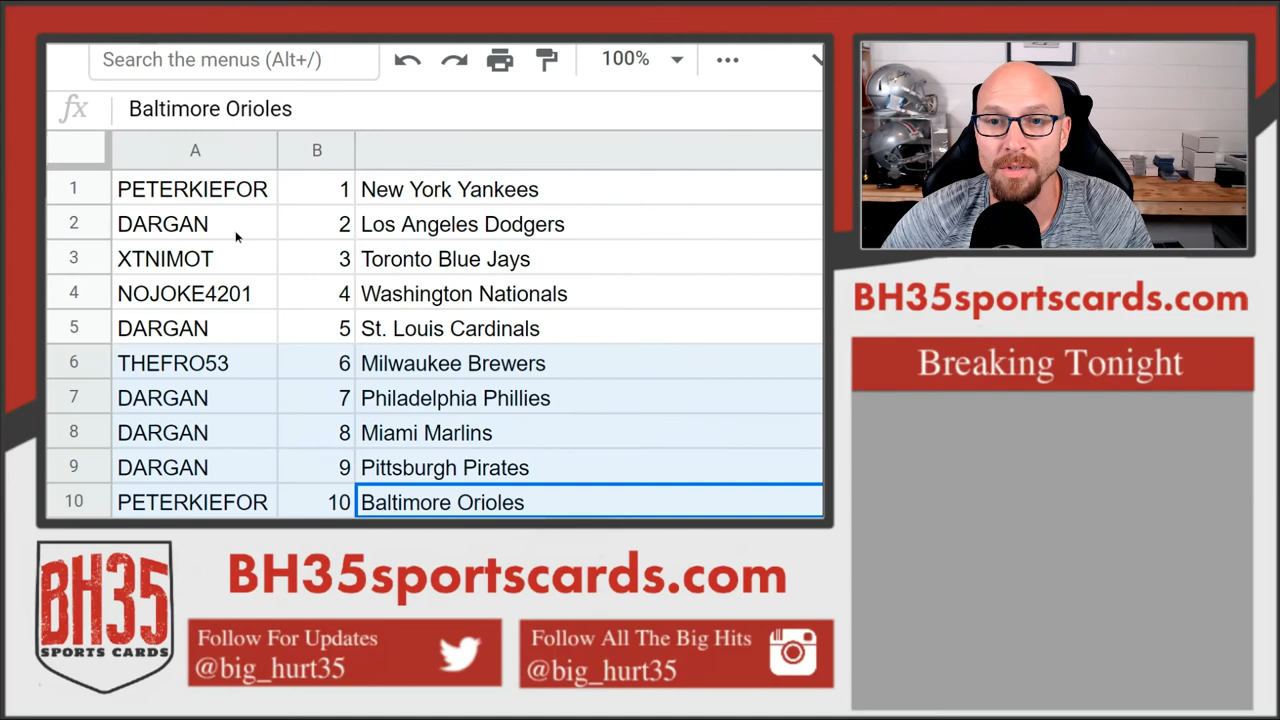 Search the menus (Alt+/)
100%
fx
Baltimore Orioles
A B
1 PETERKIEFOR 1 New York Yankees
2 DARGAN 2 Los Angeles Dodgers
3 XTNIMOT 3 Toronto Blue Jays
4 NOJOKE4201 4 Washington Nationals
5 DARGAN 5 St. Louis Cardinals
6 THEFRO53 6 Milwaukee Brewers
7 DARGAN 7 Philadelphia Phillies
8 DARGAN 8 Miami Marlins
9 DARGAN 9 Pittsburgh Pirates
10 PETERKIEFOR 10 Baltimore Orioles
BH35sportscards.com
Breaking Tonight
BH35
SPORTS CARDS
BH35sportscards.com
Follow For Updates
@big_hurt35
Follow All The Big Hits
@big_hurt35